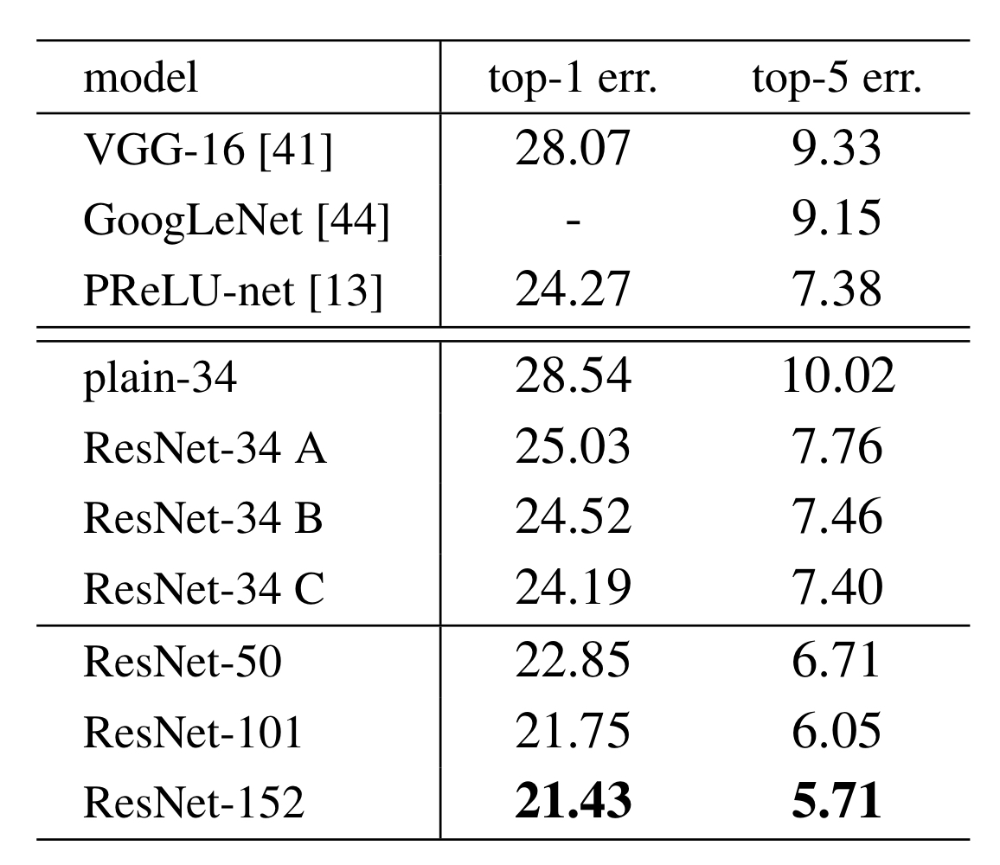 model top-1 err. top-5 err.
VGG-16 [41] 28.07 9.33
GoogLeNet [44] - 9.15
PReLU-net [13] 24.27 7.38
plain-34 28.54 10.02
ResNet-34 A 25.03 7.76
ResNet-34 B 24.52 7.46
ResNet-34 C 24.19 7.40
ResNet-50 22.85 6.71
ResNet-101 21.75 6.05
ResNet-152 21.43 5.71